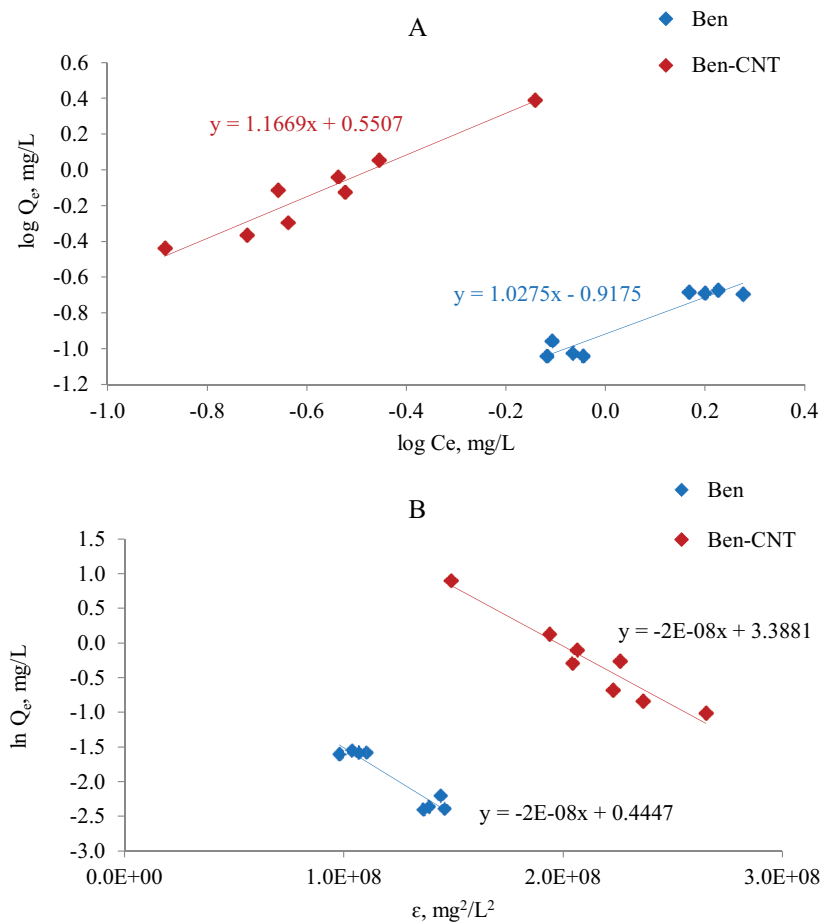 A
Ben
Ben-CNT
0.6
0.4
0.2
0.0
-0.2
-0.4
-0.6
-0.8
-1.0
-1.2
log Qe, mg/L
y = 1.1669x + 0.5507
y = 1.0275x - 0.9175
-1.0 -0.8 -0.6 -0.4 -0.2 0.0 0.2 0.4
log Ce, mg/L
B
Ben
Ben-CNT
1.5
1.0
0.5
0.0
-0.5
-1.0
-1.5
-2.0
-2.5
-3.0
ln Qe, mg/L
y = -2E-08x + 3.3881
y = -2E-08x + 0.4447
0.0E+00 1.0E+08 2.0E+08 3.0E+08
ε, mg²/L²